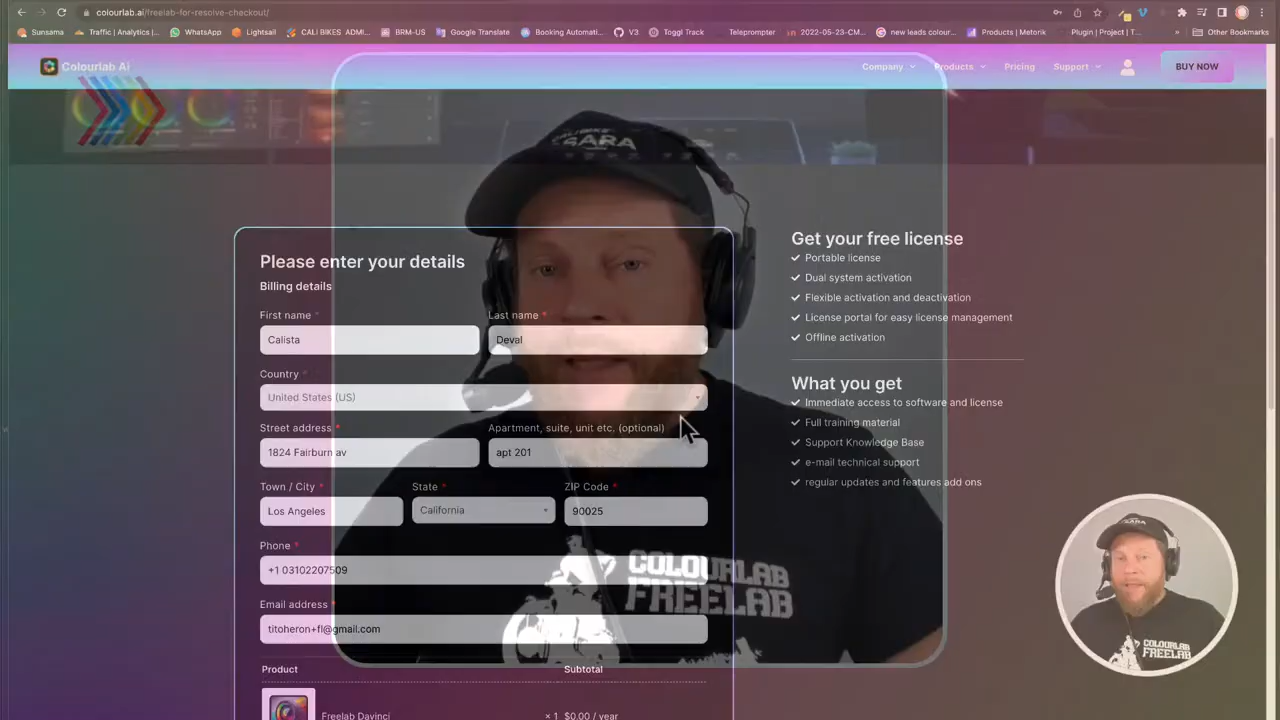 colourlab.ai/freelab-for-resolve-checkout/
Sunsama Traffic | Analytic... WhatsApp Lightsail CALI BIKES ADMI... BRM-US Google Translate Booking Automati... V3 Toggl Track Teleprompter 2022-05-23-CM... new leads colour... Products | Metorik Plugin | Project | T... » Other Bookmarks
Colourlab Ai Company Products Pricing Support BUY NOW
CALI BIKE
SARA
Please enter your details
Billing details
First name * Last name *
Calista Deval
Country *
United States (US)
Street address * Apartment, suite, unit etc. (optional)
1824 Fairburn av apt 201
Town / City * State * ZIP Code *
Los Angeles California 90025
Phone *
+1 03102207509
Email address *
titoheron+fl@gmail.com
Product Subtotal
Freelab Davinci × 1 $0.00 / year
Get your free license
Portable license
Dual system activation
Flexible activation and deactivation
License portal for easy license management
Offline activation
What you get
Immediate access to software and license
Full training material
Support Knowledge Base
e-mail technical support
regular updates and features add ons
COLOURLAB
FREELAB
SARA
COLOURLAB
FREELAB